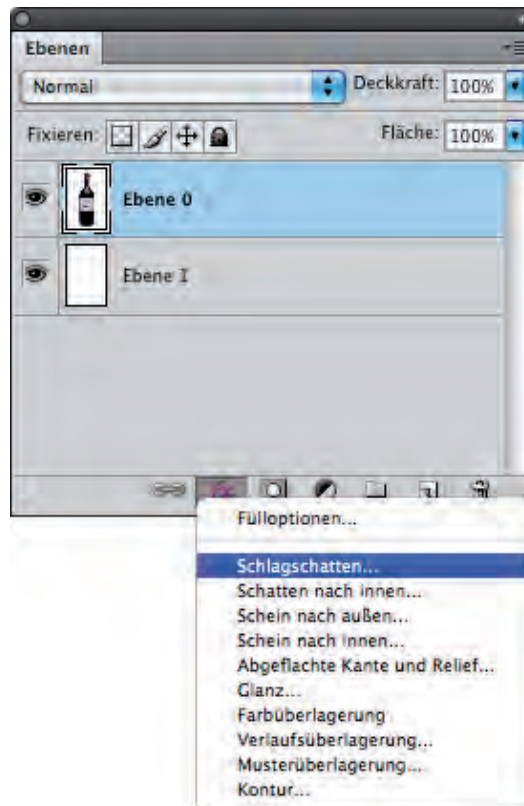 Ebenen
Normal Deckkraft: 100%
Fixieren: Fläche: 100%
Ebene 0
Ebene 1
Fülloptionen...
Schlagschatten...
Schatten nach innen...
Schein nach außen...
Schein nach innen...
Abgeflachte Kante und Relief...
Glanz...
Farbüberlagerung
Verlaufsüberlagerung...
Musterüberlagerung...
Kontur...